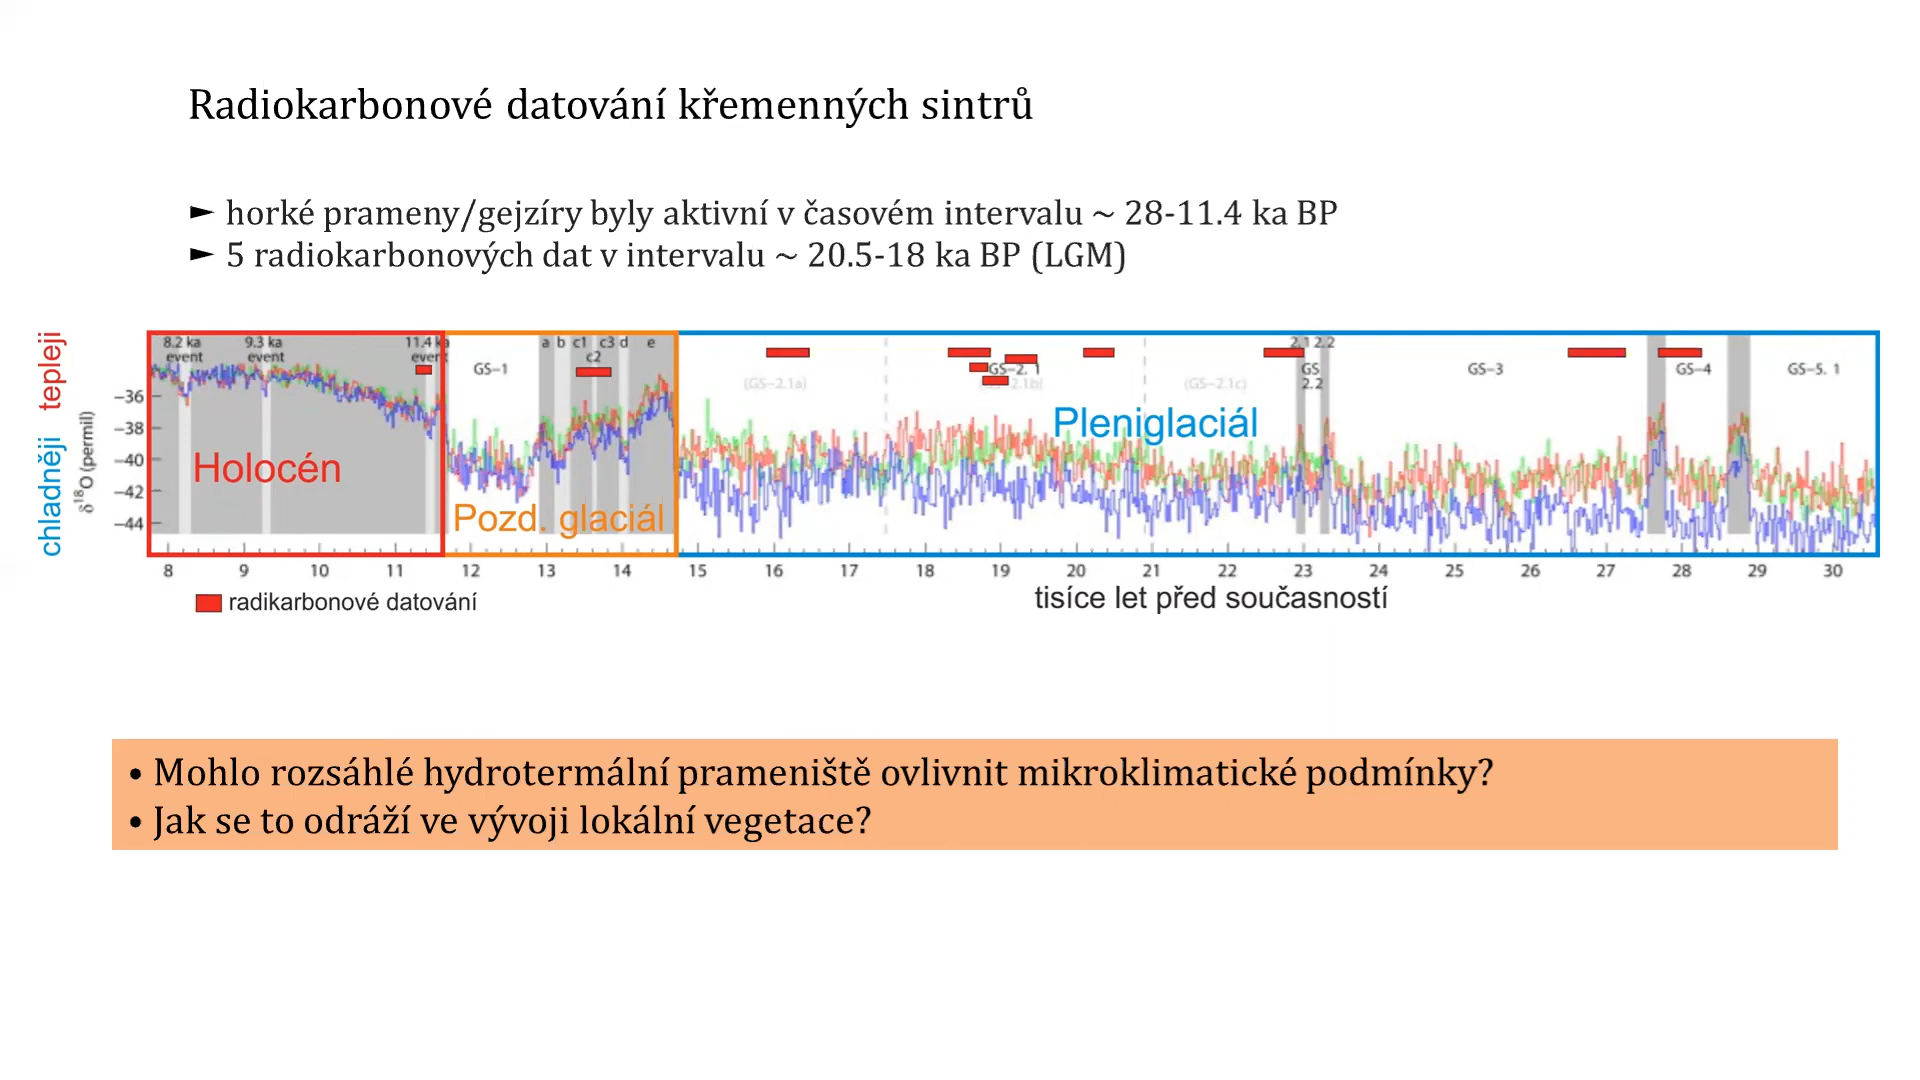 Radiokarbonové datování křemenných sintrů
► horké prameny/gejzíry byly aktivní v časovém intervalu ~ 28-11.4 ka BP
► 5 radiokarbonových dat v intervalu ~ 20.5-18 ka BP (LGM)
chladněji tepleji
δ18O (permil)
−36
−38
−40
−42
−44
8.2 ka event
9.3 ka event
11.4 ka event
GS−1
a b c1 c2 c3 d e
(GS−2.1a)
GS−2. 1
2.1b)
(GS−2.1c)
2.1 2.2
GS
2.2
GS−3
GS−4
GS−5. 1
Holocén
Pozd. glaciál
Pleniglaciál
8 9 10 11 12 13 14 15 16 17 18 19 20 21 22 23 24 25 26 27 28 29 30
radikarbonové datování
tisíce let před současností
• Mohlo rozsáhlé hydrotermální prameniště ovlivnit mikroklimatické podmínky?
• Jak se to odráží ve vývoji lokální vegetace?